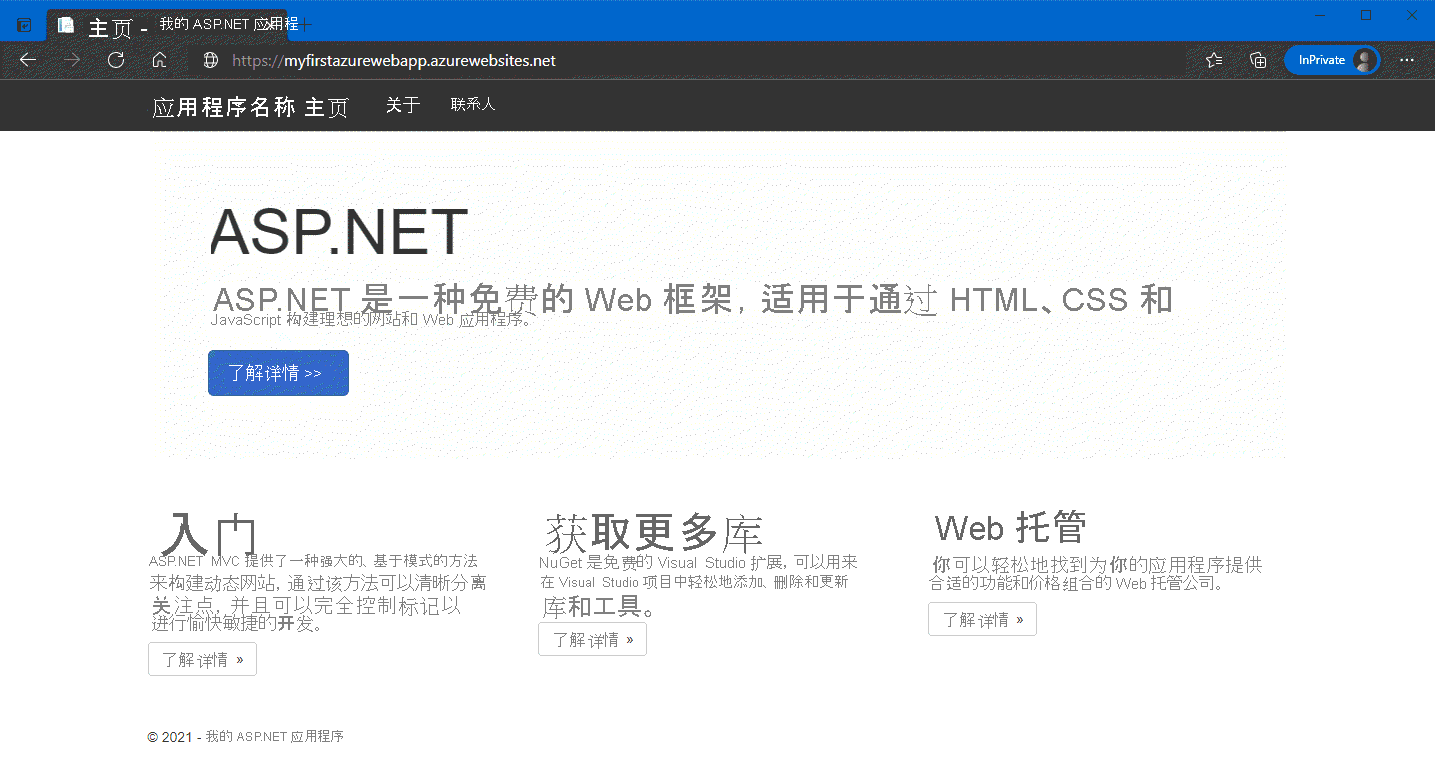 主页 - 我的 ASP.NET 应用程
https://myfirstazurewebapp.azurewebsites.net
InPrivate
应用程序名称 主页 关于 联系人
ASP.NET
ASP.NET 是一种免费的 Web 框架，适用于通过 HTML、CSS 和
JavaScript 构建理想的网站和 Web 应用程序。
了解详情 >>
入门
ASP.NET MVC 提供了一种强大的、基于模式的方法
来构建动态网站，通过该方法可以清晰分离
关注点，并且可以完全控制标记以
进行愉快敏捷的开发。
了解详情 »
获取更多库
NuGet 是免费的 Visual Studio 扩展，可以用来
在 Visual Studio 项目中轻松地添加、删除和更新
库和工具。
了解详情 »
Web 托管
你可以轻松地找到为你的应用程序提供
合适的功能和价格组合的 Web 托管公司。
了解详情 »
© 2021 - 我的 ASP.NET 应用程序